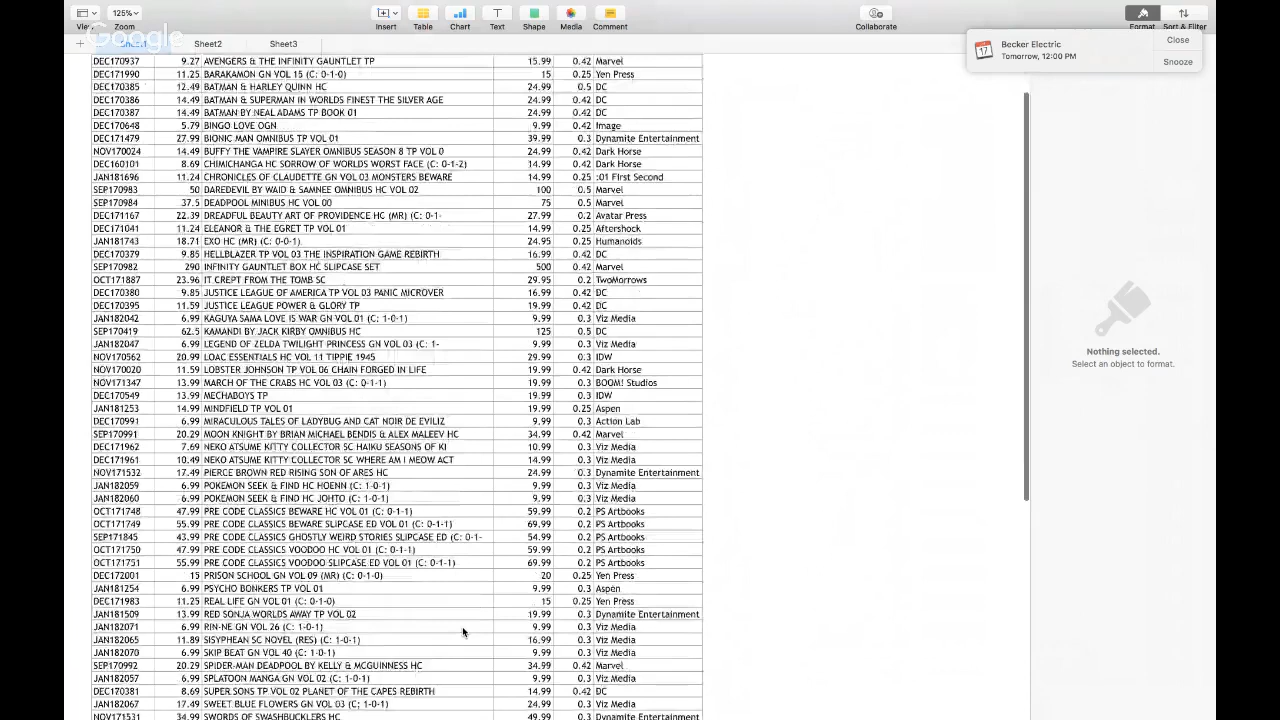 View
125%
Zoom
Insert
Table
Chart
Text
Shape
Media
Comment
Collaborate
Format
Sort & Filter
Google
Sheet1
Sheet2
Sheet3
Becker Electric
Tomorrow, 12:00 PM
Close
Snooze
17
DEC170937 9.27 AVENGERS & THE INFINITY GAUNTLET TP 15.99 0.42 Marvel
DEC171990 11.25 BARAKAMON GN VOL 15 (C: 0-1-0) 15 0.25 Yen Press
DEC170385 12.49 BATMAN & HARLEY QUINN HC 24.99 0.5 DC
DEC170386 14.49 BATMAN & SUPERMAN IN WORLDS FINEST THE SILVER AGE 24.99 0.42 DC
DEC170387 14.49 BATMAN BY NEAL ADAMS TP BOOK 01 24.99 0.42 DC
DEC170648 5.79 BINGO LOVE OGN 9.99 0.42 Image
DEC171479 27.99 BIONIC MAN OMNIBUS TP VOL 01 39.99 0.3 Dynamite Entertainment
NOV170024 14.49 BUFFY THE VAMPIRE SLAYER OMNIBUS SEASON 8 TP VOL 0 24.99 0.42 Dark Horse
DEC160101 8.69 CHIMICHANGA HC SORROW OF WORLDS WORST FACE (C: 0-1-2) 14.99 0.42 Dark Horse
JAN181696 11.24 CHRONICLES OF CLAUDETTE GN VOL 03 MONSTERS BEWARE 14.99 0.25 :01 First Second
SEP170983 50 DAREDEVIL BY WAID & SAMNEE OMNIBUS HC VOL 02 100 0.5 Marvel
SEP170984 37.5 DEADPOOL MINIBUS HC VOL 00 75 0.5 Marvel
DEC171167 22.39 DREADFUL BEAUTY ART OF PROVIDENCE HC (MR) (C: 0-1- 27.99 0.2 Avatar Press
DEC171041 11.24 ELEANOR & THE EGRET TP VOL 01 14.99 0.25 Aftershock
JAN181743 18.71 EXO HC (MR) (C: 0-0-1) 24.95 0.25 Humanoids
DEC170379 9.85 HELLBLAZER TP VOL 03 THE INSPIRATION GAME REBIRTH 16.99 0.42 DC
SEP170982 290 INFINITY GAUNTLET BOX HC SLIPCASE SET 500 0.42 Marvel
OCT171887 23.96 IT CREPT FROM THE TOMB SC 29.95 0.2 TwoMorrows
DEC170380 9.85 JUSTICE LEAGUE OF AMERICA TP VOL 03 PANIC MICROVER 16.99 0.42 DC
DEC170395 11.59 JUSTICE LEAGUE POWER & GLORY TP 19.99 0.42 DC
JAN182042 6.99 KAGUYA SAMA LOVE IS WAR GN VOL 01 (C: 1-0-1) 9.99 0.3 Viz Media
SEP170419 62.5 KAMANDI BY JACK KIRBY OMNIBUS HC 125 0.5 DC
JAN182047 6.99 LEGEND OF ZELDA TWILIGHT PRINCESS GN VOL 03 (C: 1- 9.99 0.3 Viz Media
NOV170562 20.99 LOAC ESSENTIALS HC VOL 11 TIPPIE 1945 29.99 0.3 IDW
NOV170020 11.59 LOBSTER JOHNSON TP VOL 06 CHAIN FORGED IN LIFE 19.99 0.42 Dark Horse
NOV171347 13.99 MARCH OF THE CRABS HC VOL 03 (C: 0-1-1) 19.99 0.3 BOOM! Studios
DEC170549 13.99 MECHABOYS TP 19.99 0.3 IDW
JAN181253 14.99 MINDFIELD TP VOL 01 19.99 0.25 Aspen
DEC170991 6.99 MIRACULOUS TALES OF LADYBUG AND CAT NOIR DE EVILIZ 9.99 0.3 Action Lab
SEP170991 20.29 MOON KNIGHT BY BRIAN MICHAEL BENDIS & ALEX MALEEV HC 34.99 0.42 Marvel
DEC171962 7.69 NEKO ATSUME KITTY COLLECTOR SC HAIKU SEASONS OF KI 10.99 0.3 Viz Media
DEC171961 10.49 NEKO ATSUME KITTY COLLECTOR SC WHERE AM I MEOW ACT 14.99 0.3 Viz Media
NOV171532 17.49 PIERCE BROWN RED RISING SON OF ARES HC 24.99 0.3 Dynamite Entertainment
JAN182059 6.99 POKEMON SEEK & FIND HC HOENN (C: 1-0-1) 9.99 0.3 Viz Media
JAN182060 6.99 POKEMON SEEK & FIND HC JOHTO (C: 1-0-1) 9.99 0.3 Viz Media
OCT171748 47.99 PRE CODE CLASSICS BEWARE HC VOL 01 (C: 0-1-1) 59.99 0.2 PS Artbooks
OCT171749 55.99 PRE CODE CLASSICS BEWARE SLIPCASE ED VOL 01 (C: 0-1-1) 69.99 0.2 PS Artbooks
SEP171845 43.99 PRE CODE CLASSICS GHOSTLY WEIRD STORIES SLIPCASE ED (C: 0-1- 54.99 0.2 PS Artbooks
OCT171750 47.99 PRE CODE CLASSICS VOODOO HC VOL 01 (C: 0-1-1) 59.99 0.2 PS Artbooks
OCT171751 55.99 PRE CODE CLASSICS VOODOO SLIPCASE ED VOL 01 (C: 0-1-1) 69.99 0.2 PS Artbooks
DEC172001 15 PRISON SCHOOL GN VOL 09 (MR) (C: 0-1-0) 20 0.25 Yen Press
JAN181254 6.99 PSYCHO BONKERS TP VOL 01 9.99 0.3 Aspen
DEC171983 11.25 REAL LIFE GN VOL 01 (C: 0-1-0) 15 0.25 Yen Press
JAN181509 13.99 RED SONJA WORLDS AWAY TP VOL 02 19.99 0.3 Dynamite Entertainment
JAN182071 6.99 RIN-NE GN VOL 26 (C: 1-0-1) 9.99 0.3 Viz Media
JAN182065 11.89 SISYPHEAN SC NOVEL (RES) (C: 1-0-1) 16.99 0.3 Viz Media
JAN182070 6.99 SKIP BEAT GN VOL 40 (C: 1-0-1) 9.99 0.3 Viz Media
SEP170992 20.29 SPIDER-MAN DEADPOOL BY KELLY & MCGUINNESS HC 34.99 0.42 Marvel
JAN182057 6.99 SPLATOON MANGA GN VOL 02 (C: 1-0-1) 9.99 0.3 Viz Media
DEC170381 8.69 SUPER SONS TP VOL 02 PLANET OF THE CAPES REBIRTH 14.99 0.42 DC
JAN182067 17.49 SWEET BLUE FLOWERS GN VOL 03 (C: 1-0-1) 24.99 0.3 Viz Media
NOV171531 34.99 SWORDS OF SWASHBUCKLERS HC 49.99 0.3 Dynamite Entertainment
Nothing selected.
Select an object to format.